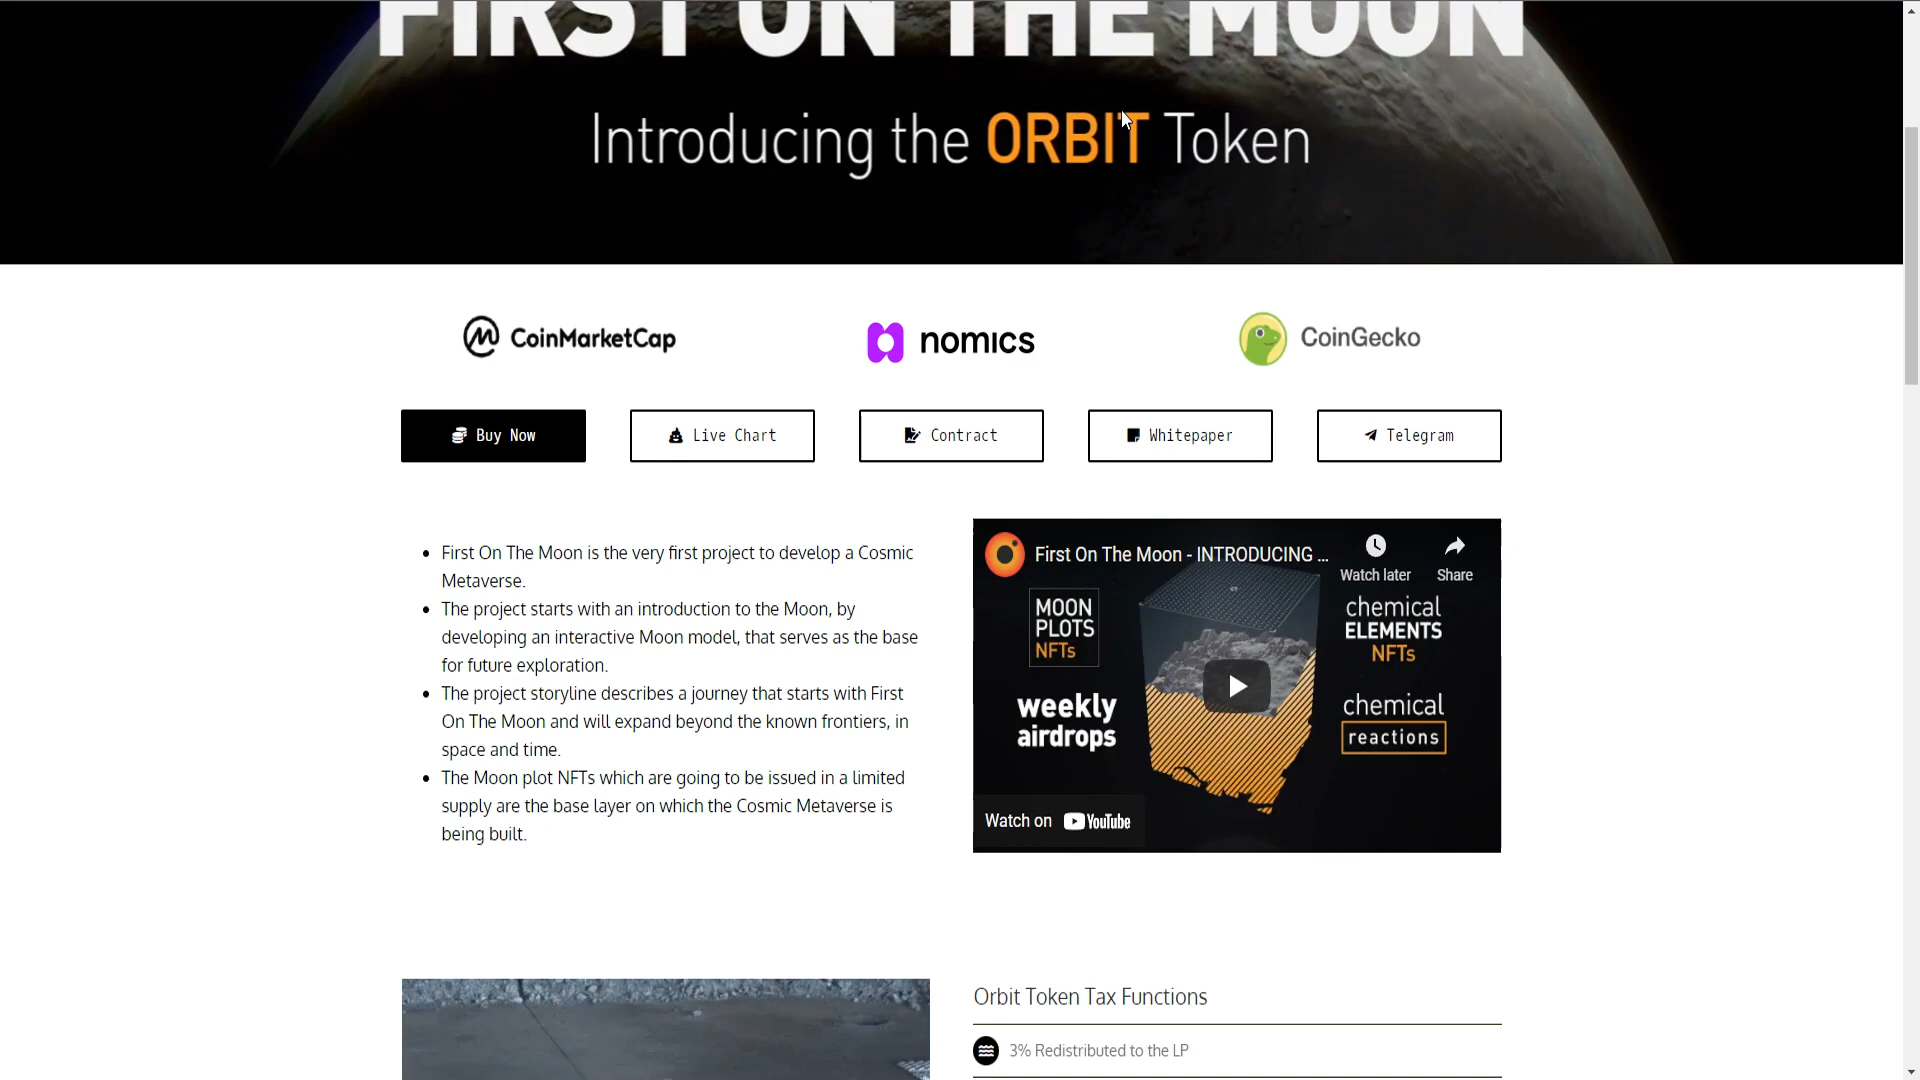 FIRST ON THE MOON
Introducing the ORBIT Token
CoinMarketCap
nomics
CoinGecko
Buy Now
Live Chart
Contract
Whitepaper
Telegram
First On The Moon is the very first project to develop a Cosmic
Metaverse.
The project starts with an introduction to the Moon, by
developing an interactive Moon model, that serves as the base
for future exploration.
The project storyline describes a journey that starts with First
On The Moon and will expand beyond the known frontiers, in
space and time.
The Moon plot NFTs which are going to be issued in a limited
supply are the base layer on which the Cosmic Metaverse is
being built.
First On The Moon - INTRODUCING ...
Watch later
Share
MOON
PLOTS
NFTs
chemical
ELEMENTS
NFTs
weekly
airdrops
chemical
reactions
Watch on YouTube
Orbit Token Tax Functions
3% Redistributed to the LP